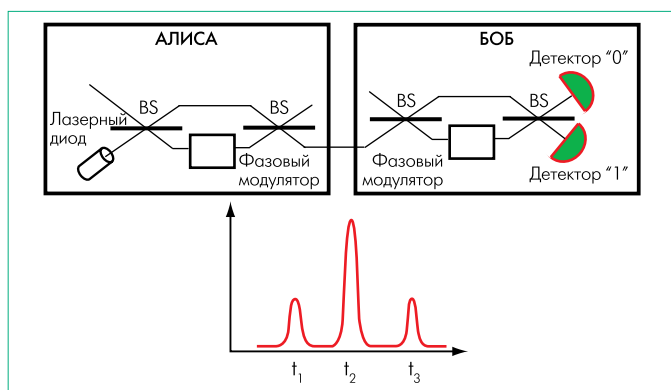 АЛИСА
БОБ
Детектор “0”
BS
BS
BS
BS
Лазерный
диод
Фазовый
модулятор
Фазовый
модулятор
Детектор “1”
t₁
t₂
t₃